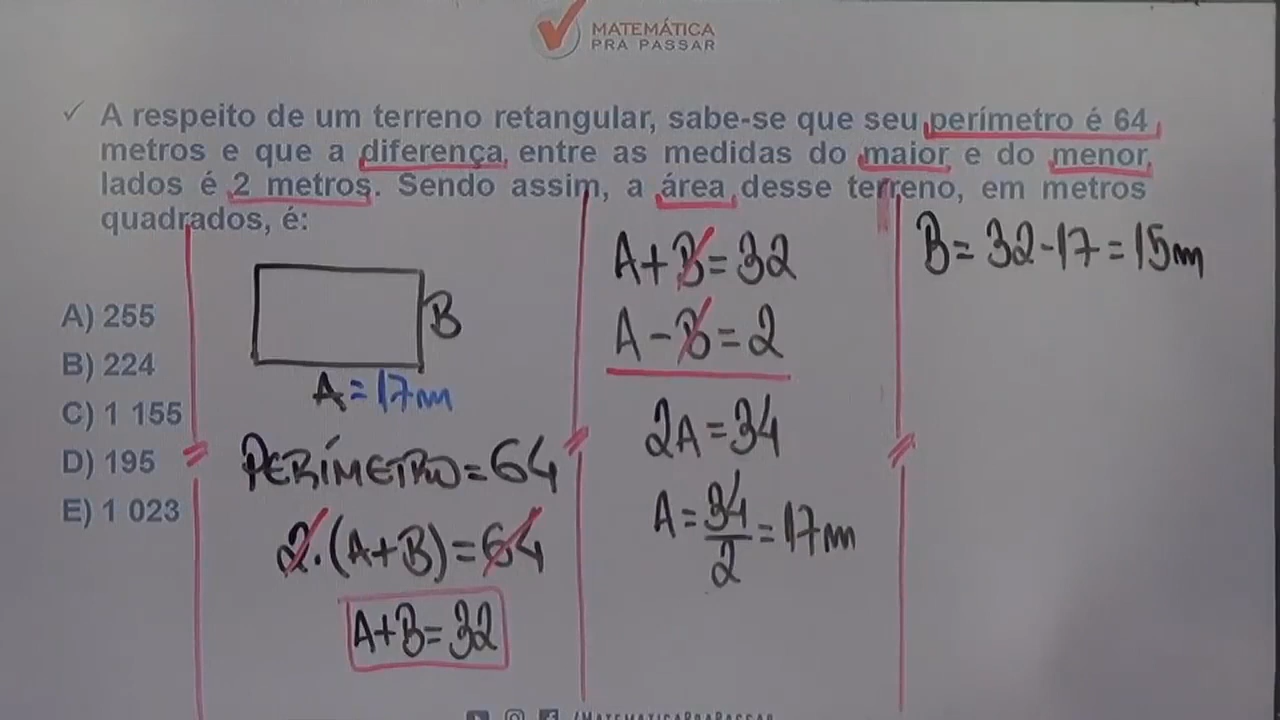 MATEMÁTICA
PRA PASSAR
✓ A respeito de um terreno retangular, sabe-se que seu perímetro é 64
metros e que a diferença entre as medidas do maior e do menor
lados é 2 metros. Sendo assim, a área desse terreno, em metros
quadrados, é:
A) 255
B) 224
C) 1 155
D) 195
E) 1 023
B
A = 17m
PERÍMETRO = 64
2.(A+B) = 64
A+B = 32
A+B = 32
A-B = 2
2A = 34
A = 34/2 = 17m
B = 32-17 = 15m
/MATEMATICAPRAPASSAR